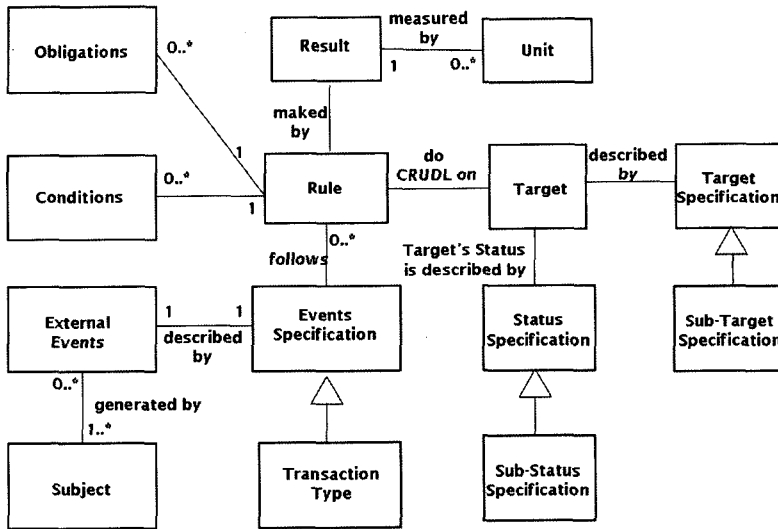 Obligations
0..*
Result
measured
by
1
0..*
Unit
maked
by
1
Conditions
0..*
1
Rule
do
CRUDL on
Target
described
by
Target
Specification
0..*
follows
Target's Status
is described by
External
Events
1
1
described
by
Events
Specification
Status
Specification
Sub-Target
Specification
0..*
generated by
1..*
Subject
Transaction
Type
Sub-Status
Specification